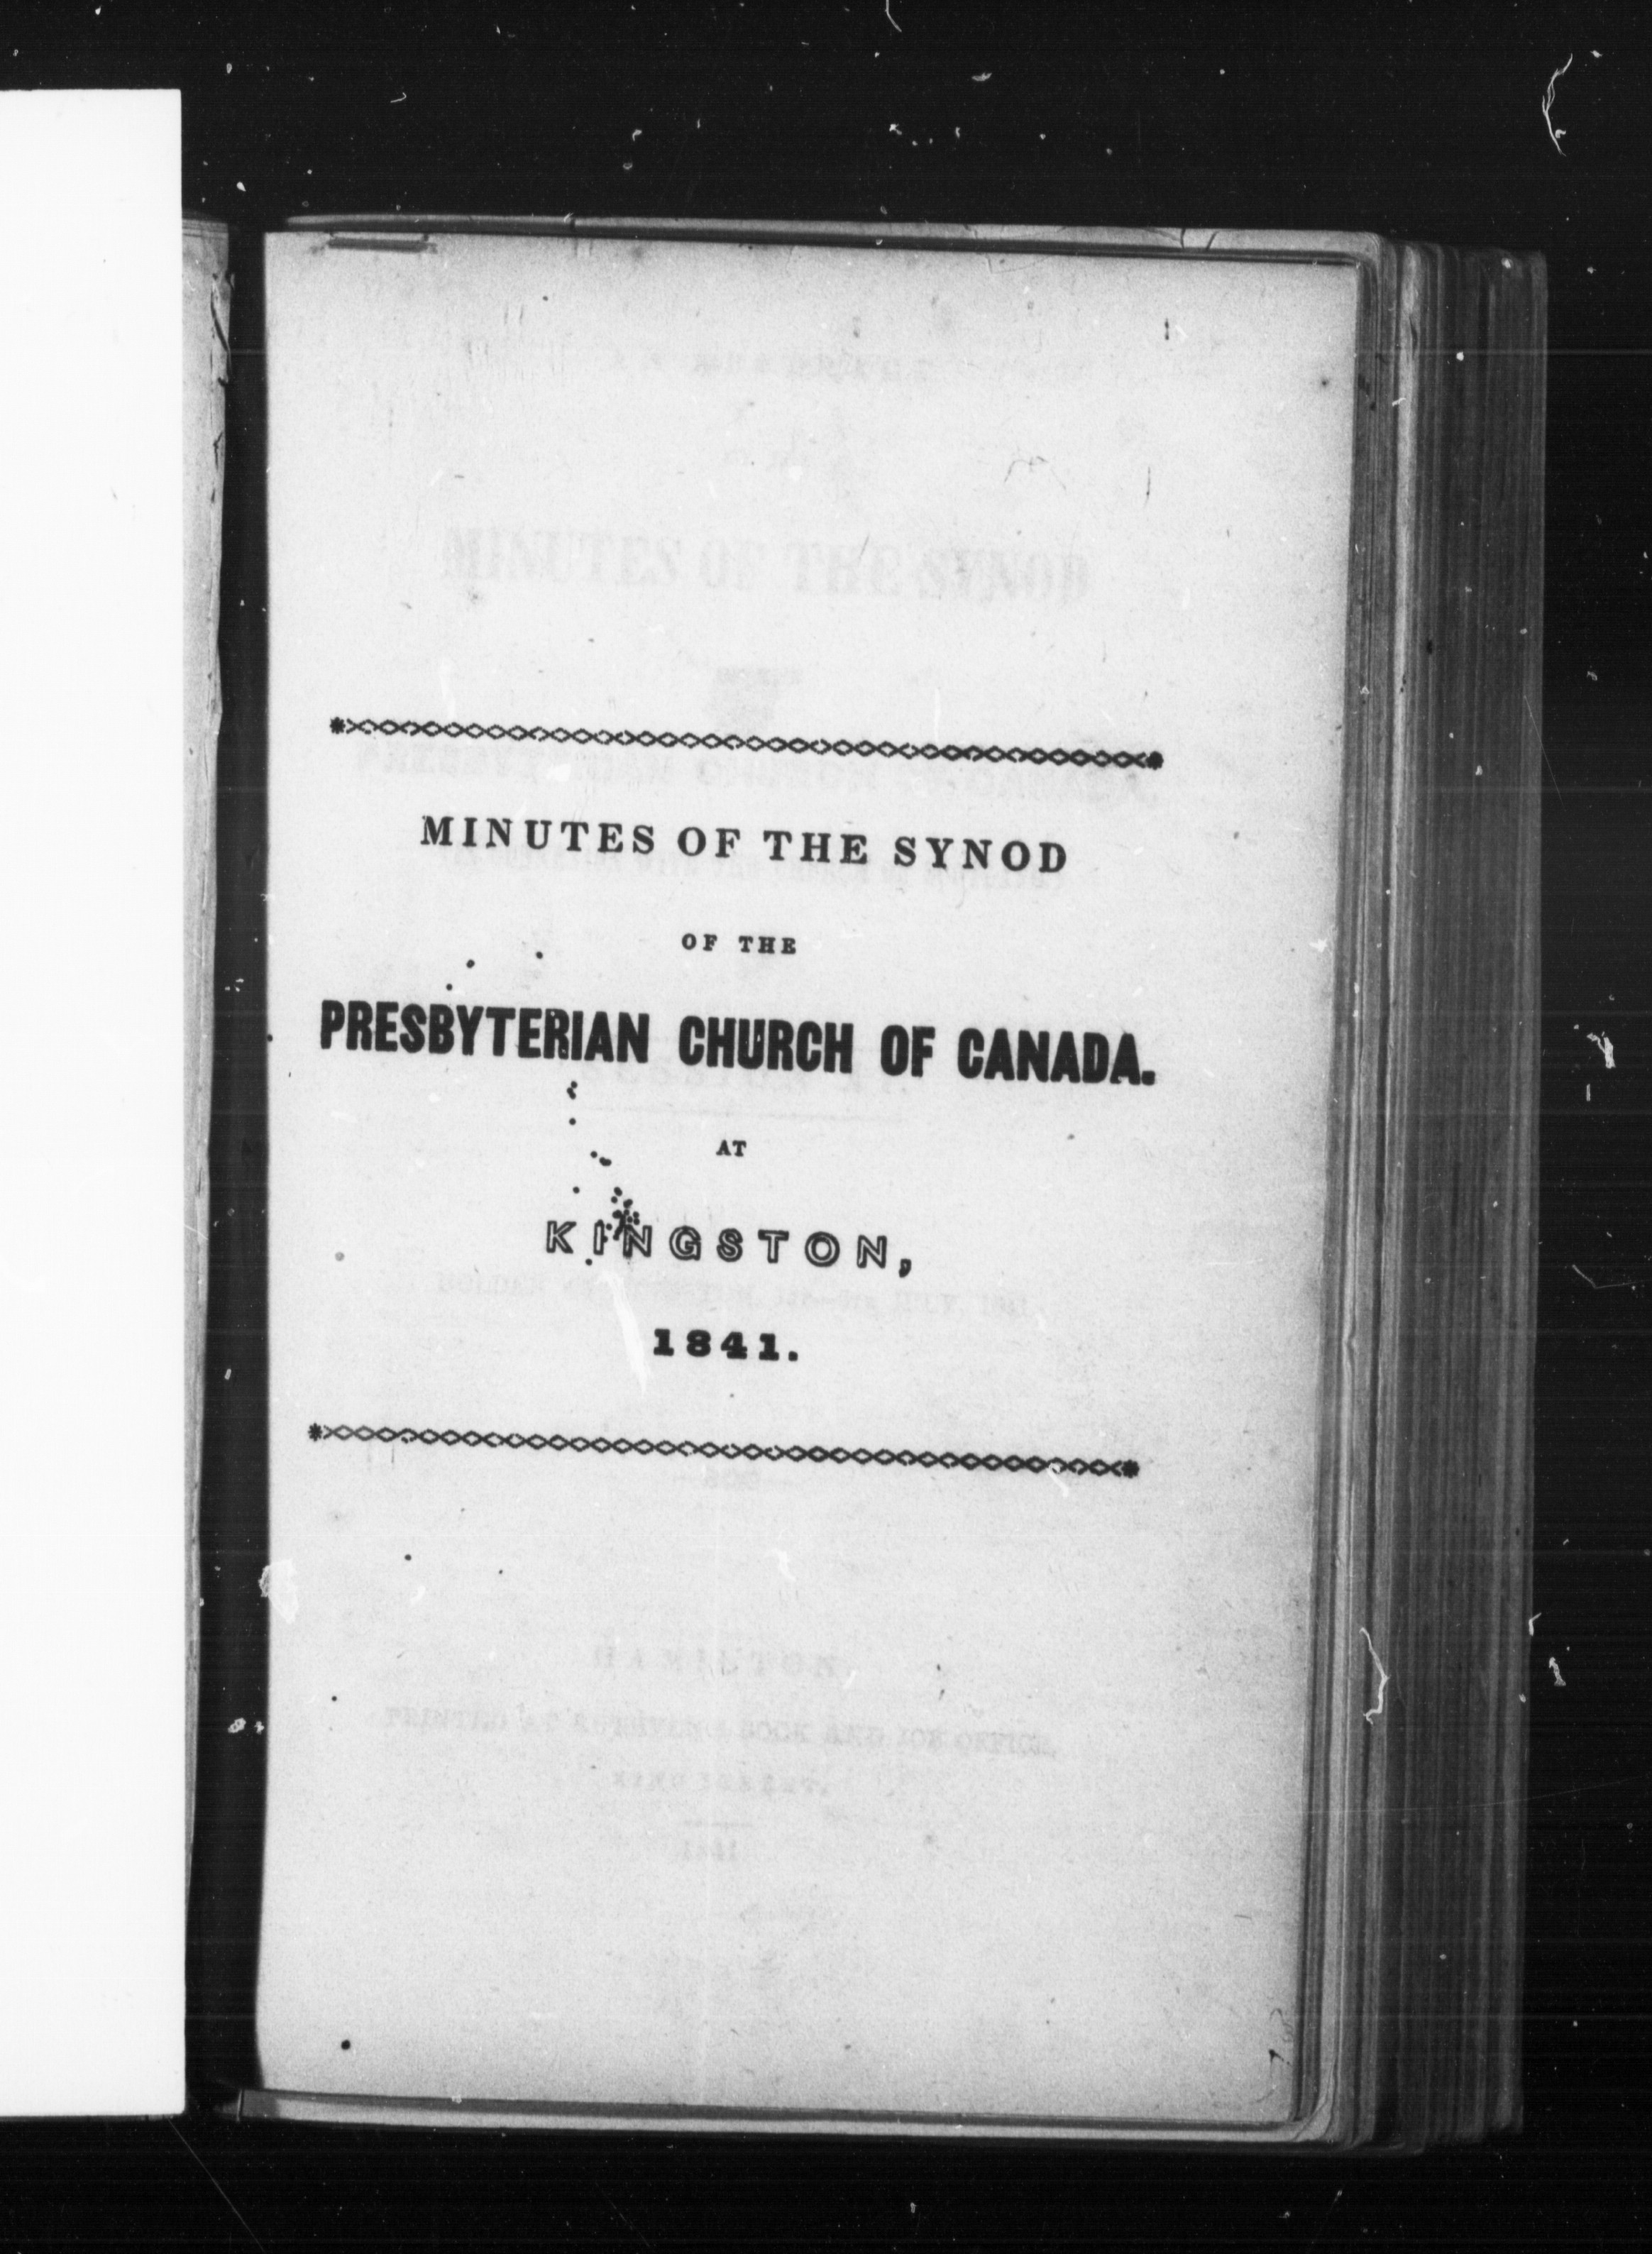 MINUTES OF THE SYNOD
OF THE
PRESBYTERIAN CHURCH OF CANADA.
AT
KINGSTON,
1841.